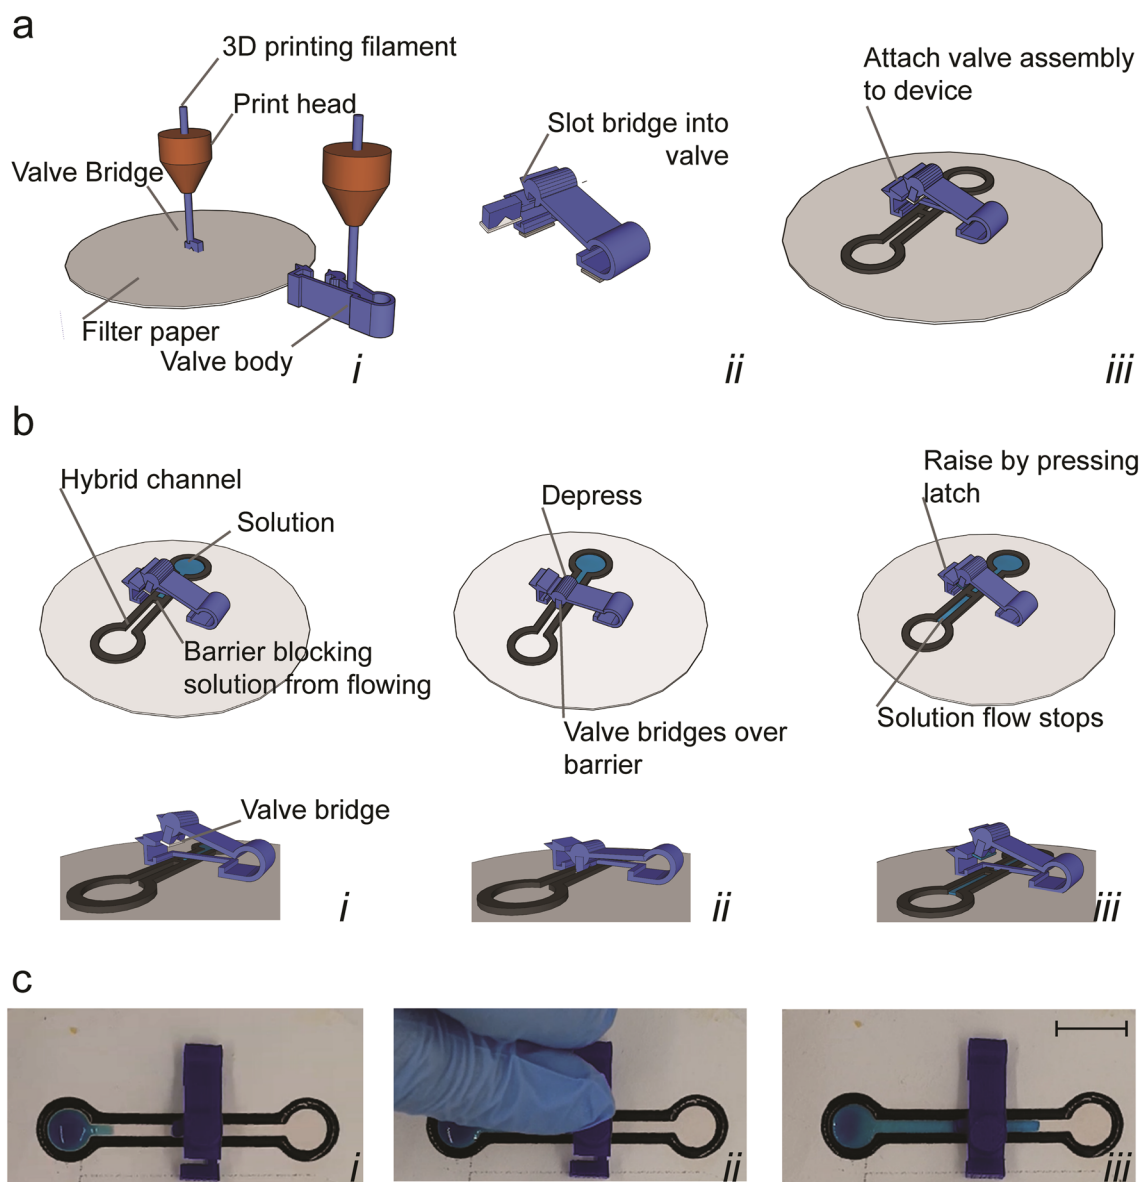 a
3D printing filament
Print head
Valve Bridge
Filter paper
Valve body
i
Slot bridge into
valve
ii
Attach valve assembly
to device
iii
b
Hybrid channel
Solution
Barrier blocking
solution from flowing
Depress
Valve bridges over
barrier
Raise by pressing
latch
Solution flow stops
Valve bridge
i
ii
iii
c
i
ii
iii